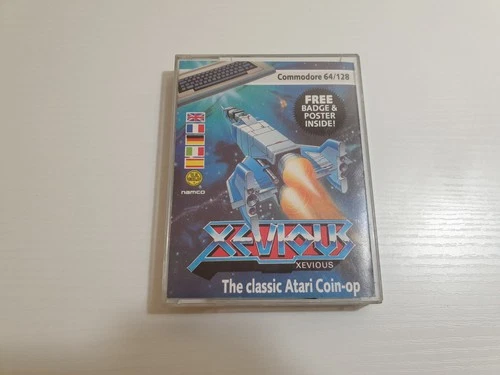 Commodore 64/128
FREE
BADGE &
POSTER
INSIDE!
namco
XEVIOUS
XEVIOUS
The classic Atari Coin-op